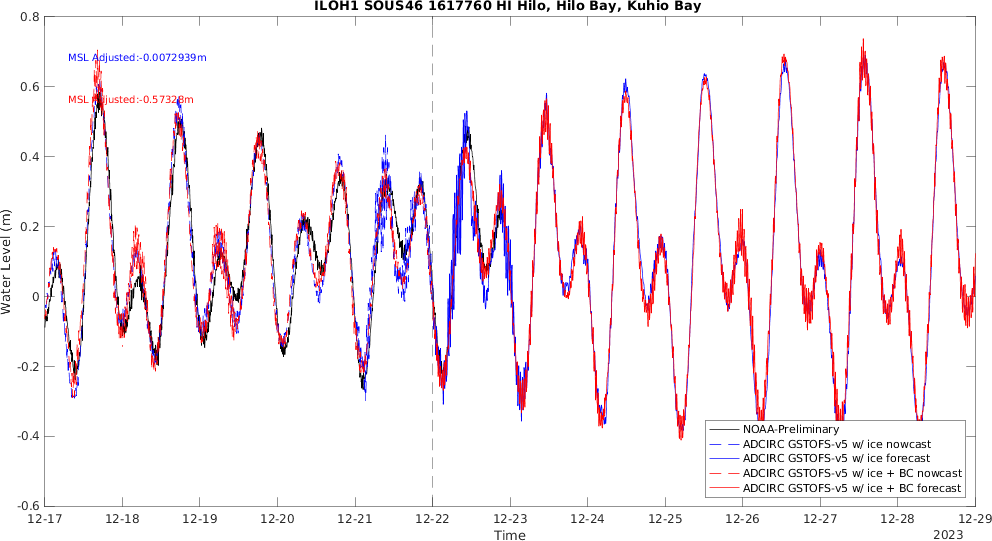 ILOH1 SOUS46 1617760 HI Hilo, Hilo Bay, Kuhio Bay
0.8
MSL Adjusted:-0.0072939m
0.6
MSL Adjusted:-0.57328m
0.4
0.2
Water Level (m)
0
-0.2
-0.4
NOAA-Preliminary
ADCIRC GSTOFS-v5 w/ ice nowcast
ADCIRC GSTOFS-v5 w/ ice forecast
ADCIRC GSTOFS-v5 w/ ice + BC nowcast
ADCIRC GSTOFS-v5 w/ ice + BC forecast
-0.6
12-17 12-18 12-19 12-20 12-21 12-22 12-23 12-24 12-25 12-26 12-27 12-28 12-29
Time
2023